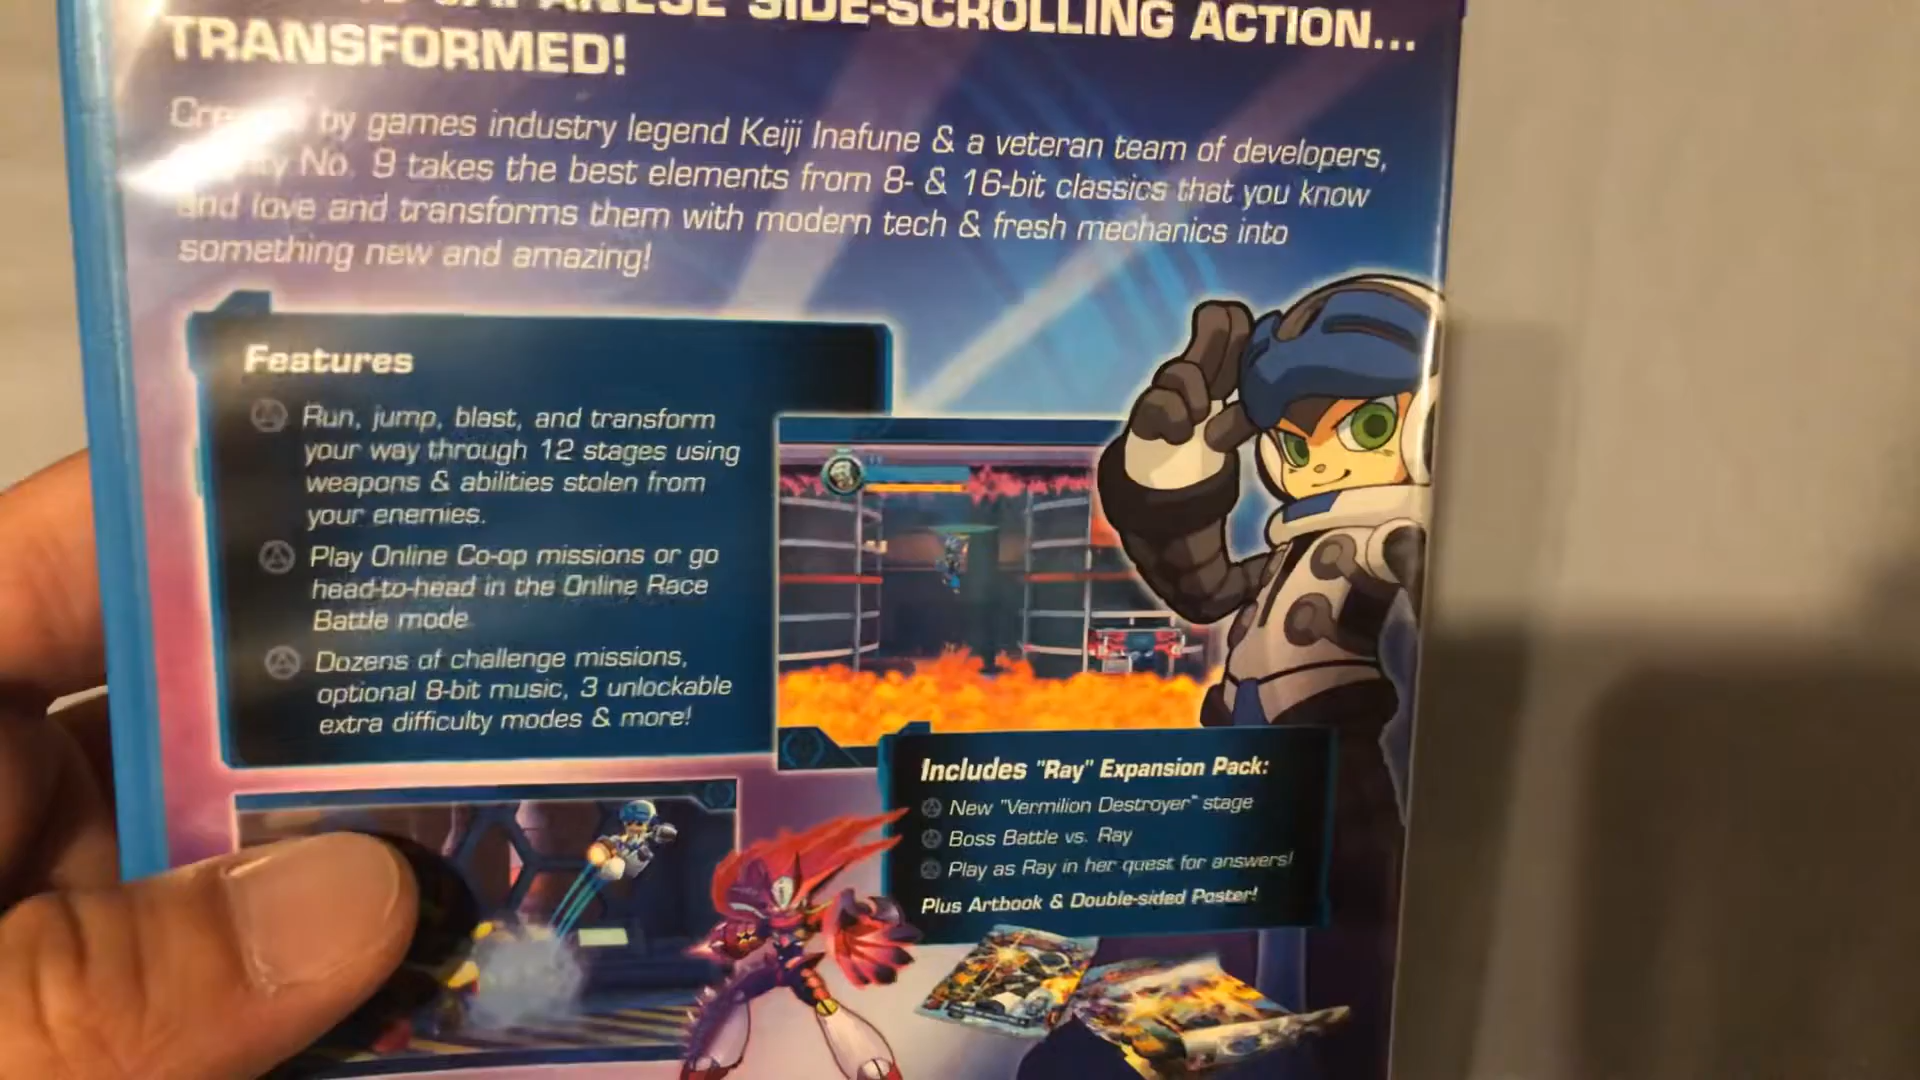 JAPANESE SIDE-SCROLLING ACTION...
TRANSFORMED!
by games industry legend Keiji Inafune & a veteran team of developers,
No. 9 takes the best elements from 8- & 16-bit classics that you know
and love and transforms them with modern tech & fresh mechanics into
something new and amazing!
Features
Run, jump, blast, and transform
your way through 12 stages using
weapons & abilities stolen from
your enemies.
Play Online Co-op missions or go
head-to-head in the Online Race
Battle mode.
Dozens of challenge missions,
optional 8-bit music, 3 unlockable
extra difficulty modes & more!
Includes "Ray" Expansion Pack:
New "Vermilion Destroyer" stage
Boss Battle vs. Ray
Play as Ray in her quest for answers!
Plus Artbook & Double-sided Poster!